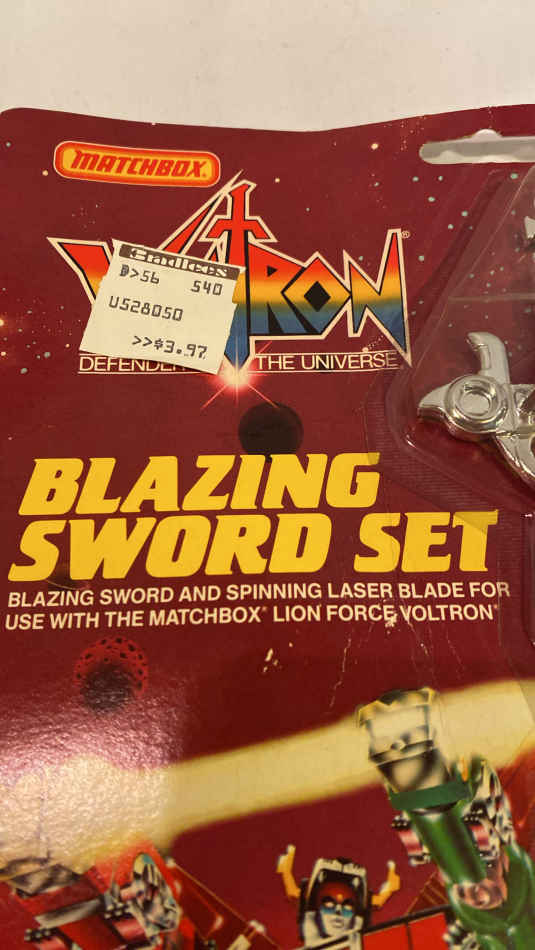 MATCHBOX®
VOLTRON®
Bradlees
D>56 540
US28050
>>$3.97
DEFENDER THE UNIVERSE
BLAZING
SWORD SET
BLAZING SWORD AND SPINNING LASER BLADE FOR
USE WITH THE MATCHBOX® LION FORCE VOLTRON®